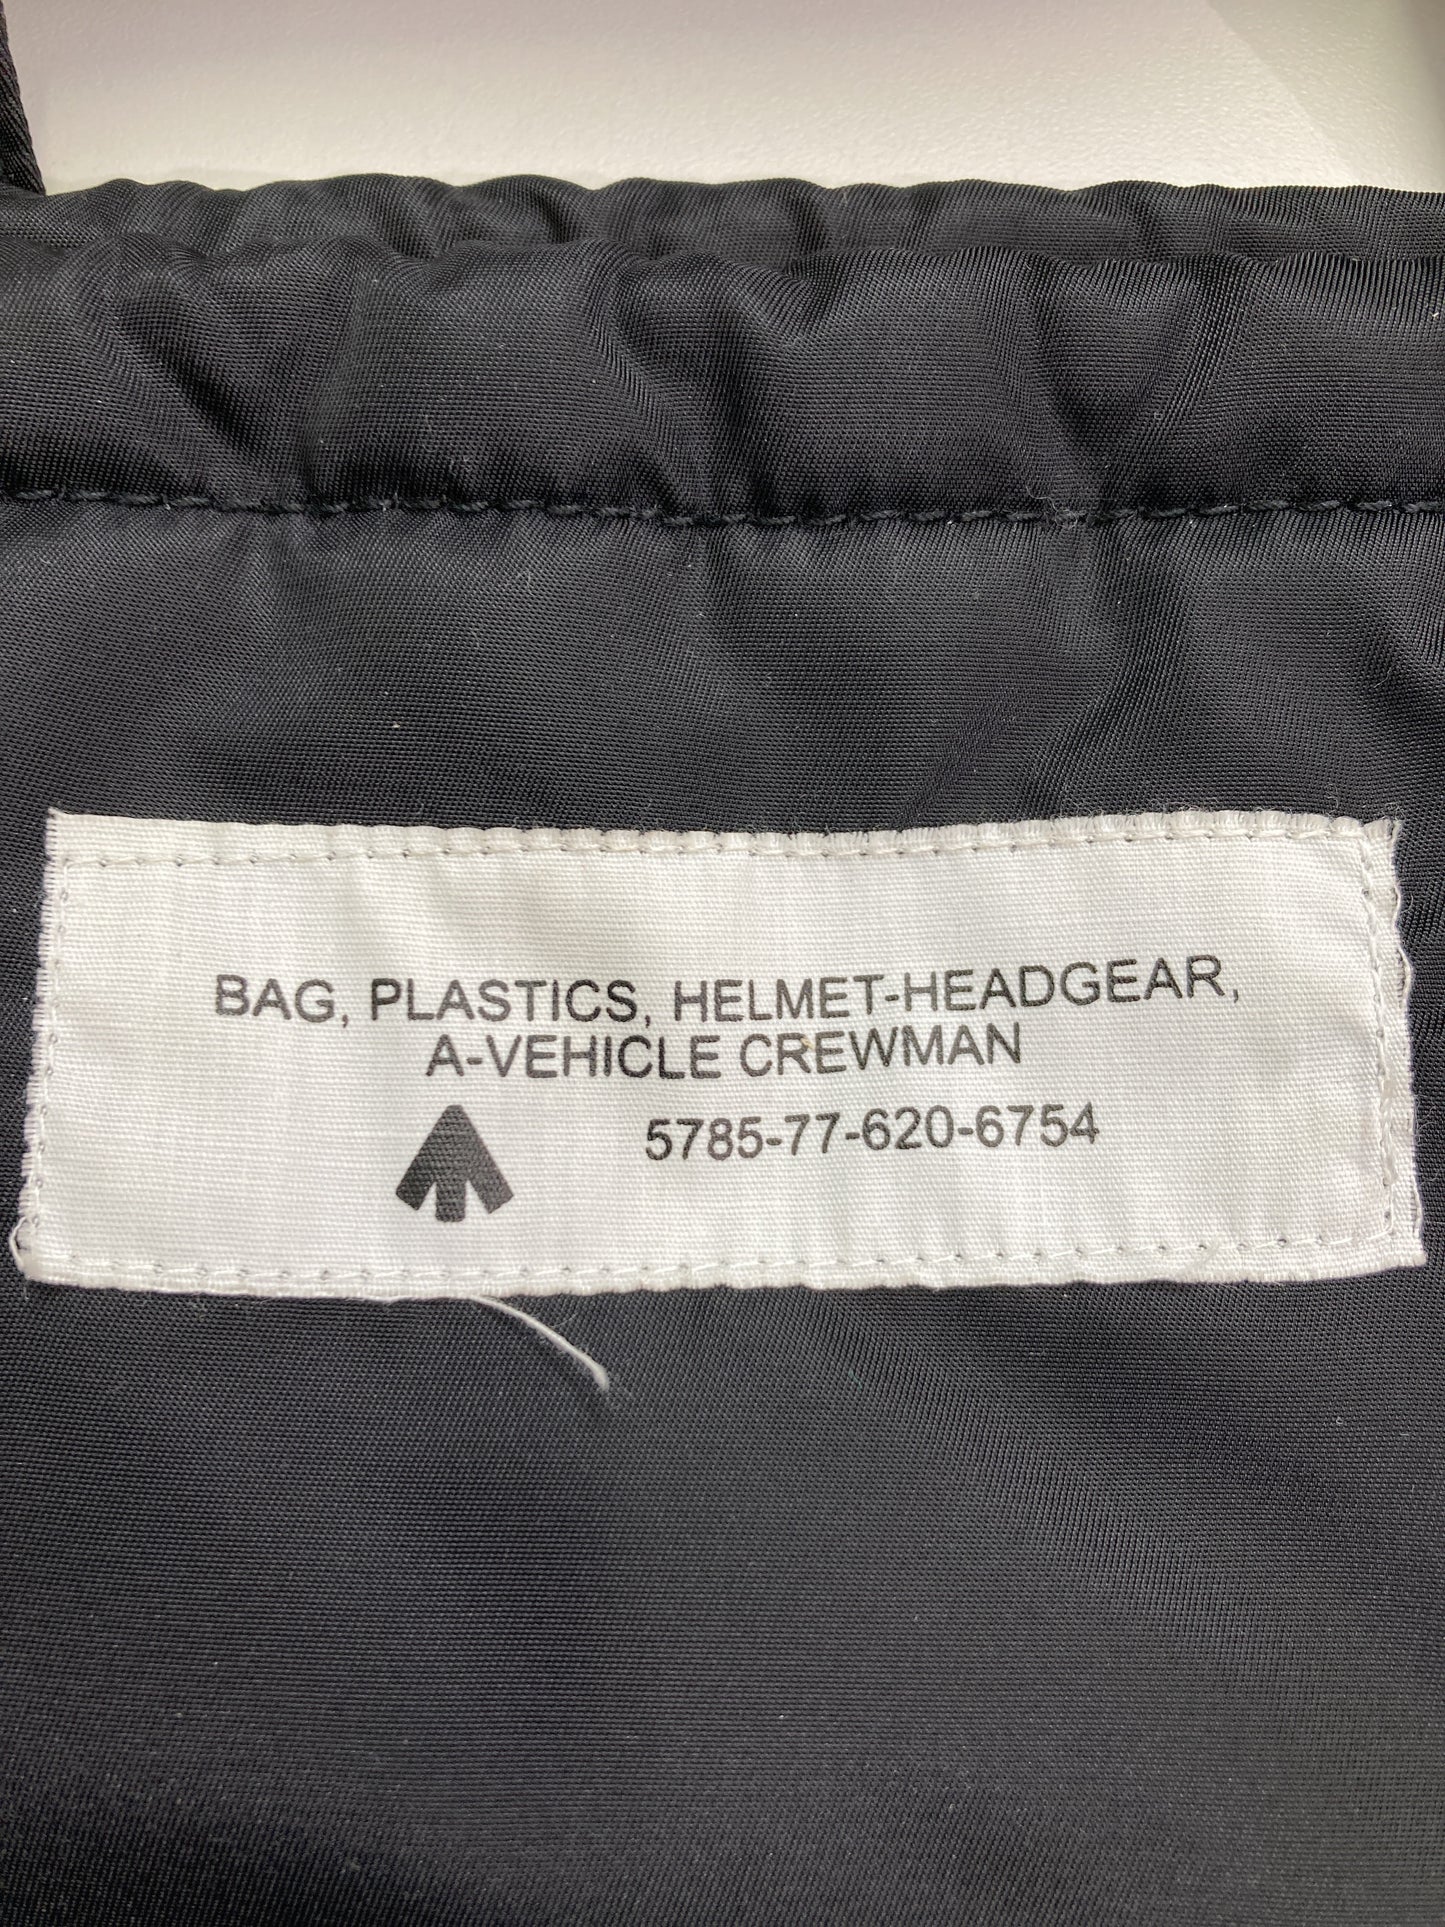 BAG, PLASTICS, HELMET-HEADGEAR,
A-VEHICLE CREWMAN
5785-77-620-6754